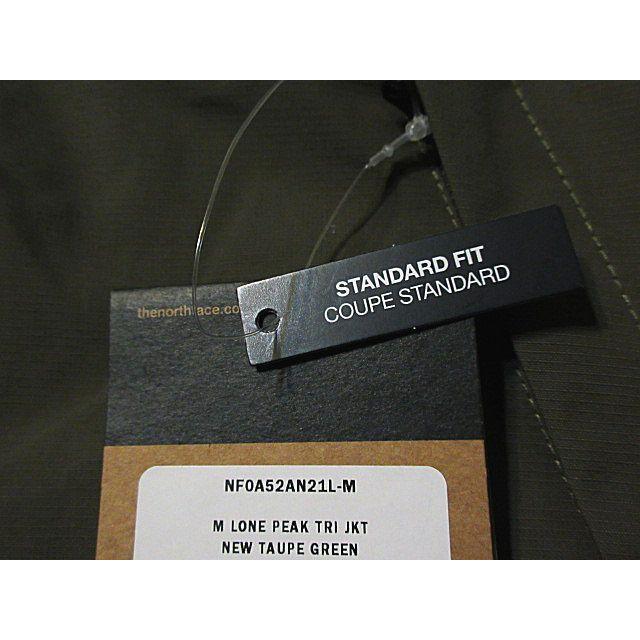 STANDARD FIT
COUPE STANDARD
thenorthface.co
NF0A52AN21L-M
M LONE PEAK TRI JKT
NEW TAUPE GREEN